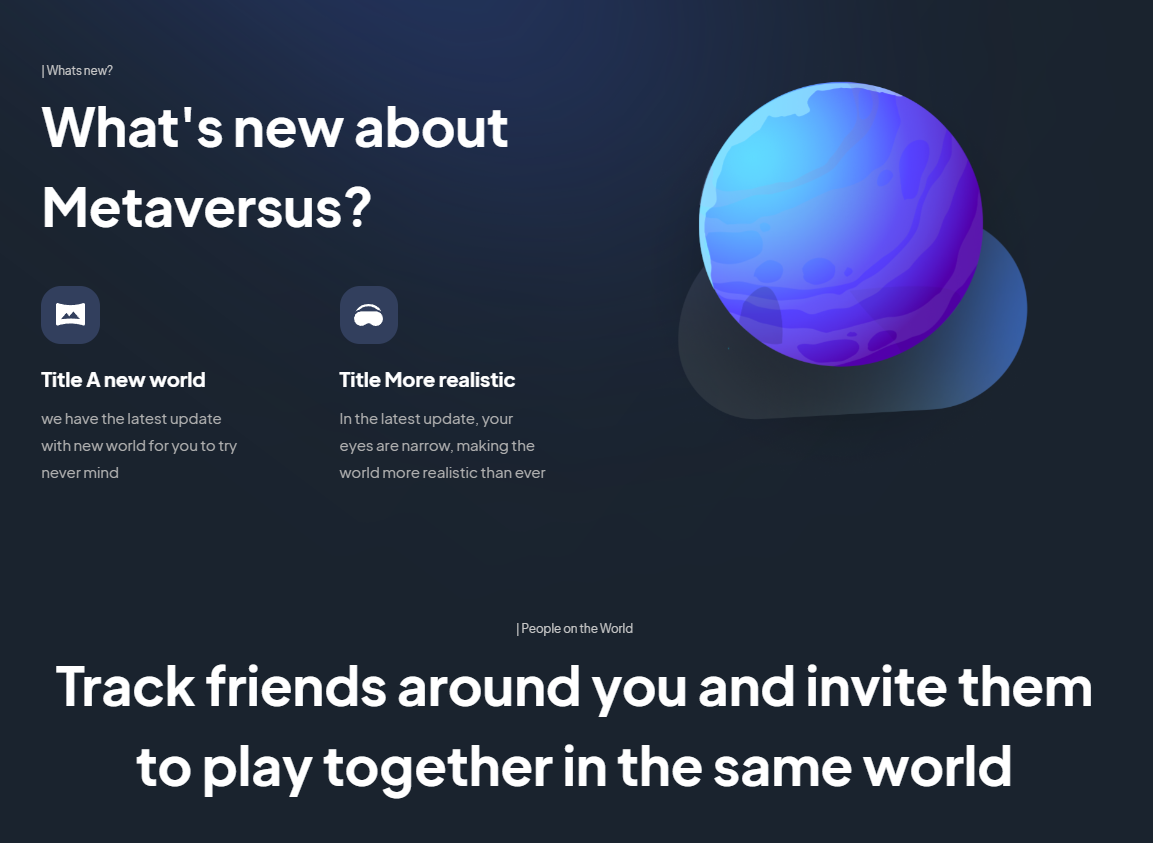 | Whats new?
What's new about
Metaversus?
Title A new world
we have the latest update
with new world for you to try
never mind
Title More realistic
In the latest update, your
eyes are narrow, making the
world more realistic than ever
| People on the World
Track friends around you and invite them
to play together in the same world